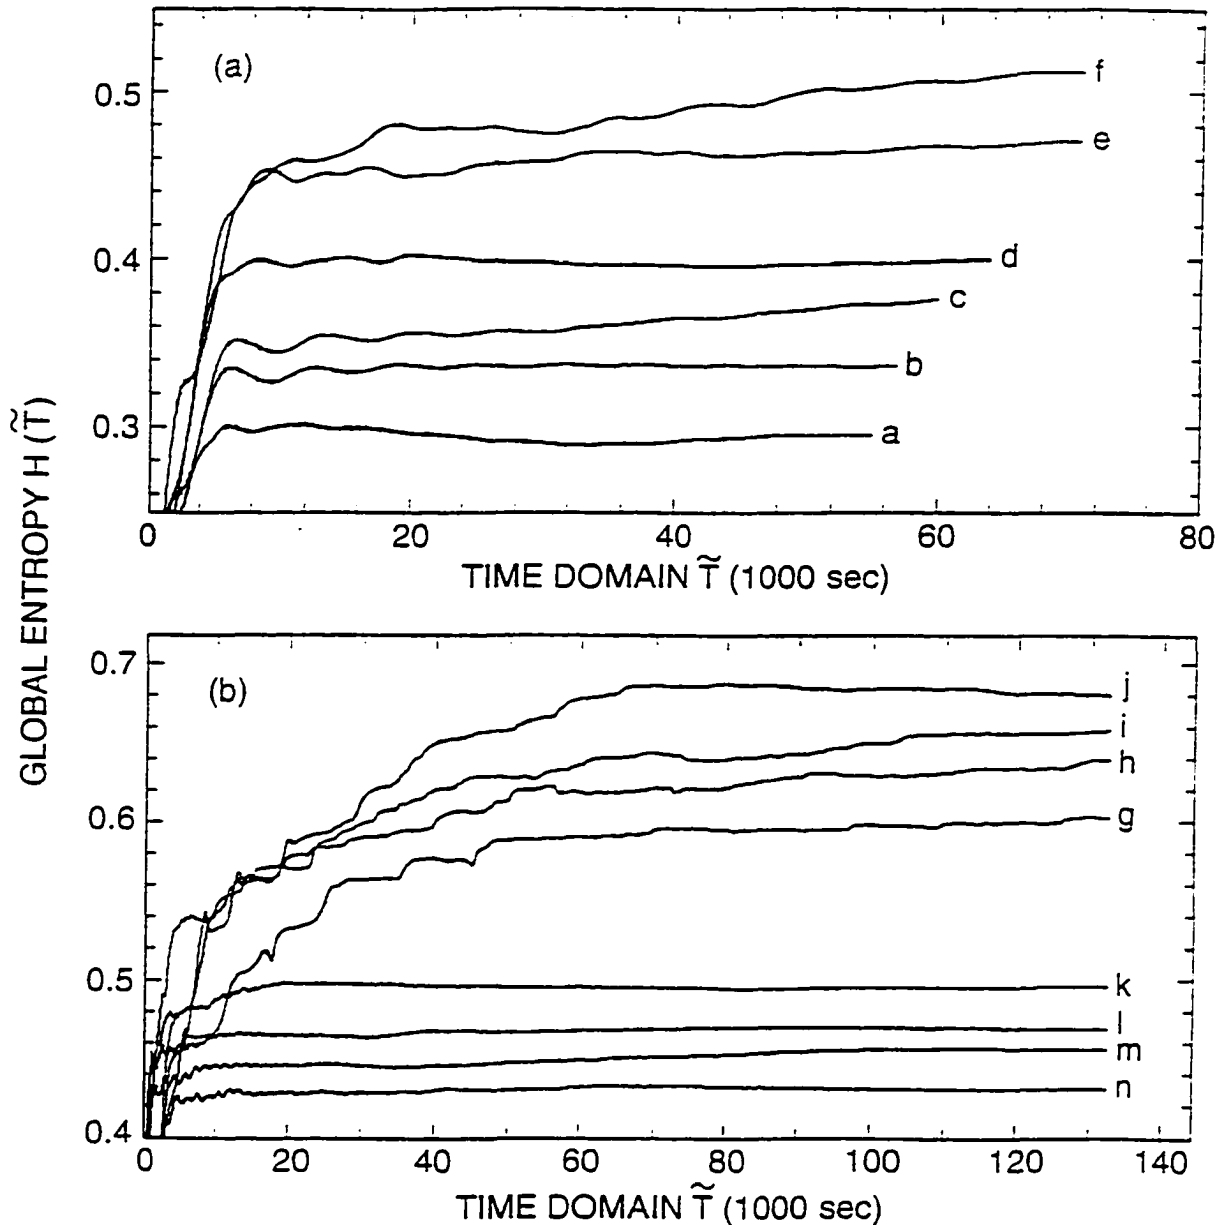 (a)
0.5
0.4
0.3
f
e
d
c
b
a
0 20 40 60 80
TIME DOMAIN T̃ (1000 sec)
GLOBAL ENTROPY H (T̃)
(b)
0.7
0.6
0.5
0.4
j
i
h
g
k
l
m
n
0 20 40 60 80 100 120 140
TIME DOMAIN T̃ (1000 sec)